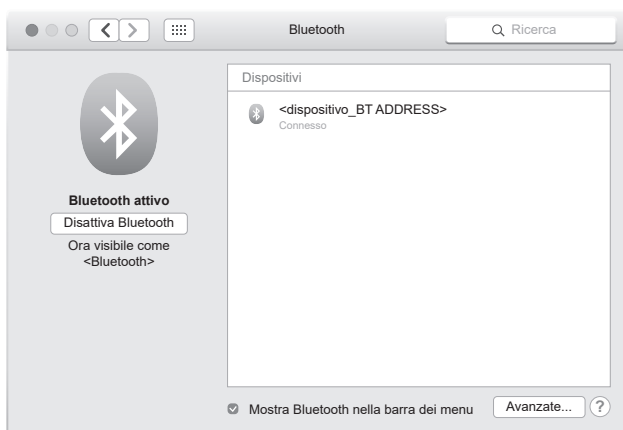 Bluetooth
Ricerca
Dispositivi
<dispositivo_BT ADDRESS>
Connesso
Bluetooth attivo
Disattiva Bluetooth
Ora visibile come
<Bluetooth>
Mostra Bluetooth nella barra dei menu
Avanzate...
?